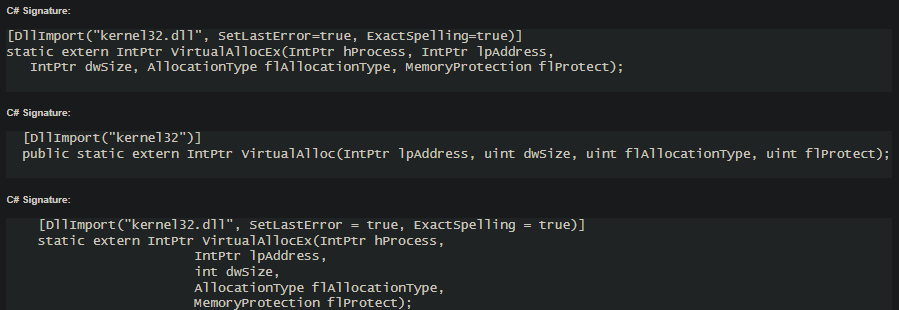 C# Signature:
[DllImport("kernel32.dll", SetLastError=true, ExactSpelling=true)]
static extern IntPtr VirtualAllocEx(IntPtr hProcess, IntPtr lpAddress,
IntPtr dwSize, AllocationType flAllocationType, MemoryProtection flProtect);
C# Signature:
[DllImport("kernel32")]
public static extern IntPtr VirtualAlloc(IntPtr lpAddress, uint dwSize, uint flAllocationType, uint flProtect);
C# Signature:
[DllImport("kernel32.dll", SetLastError = true, ExactSpelling = true)]
static extern IntPtr VirtualAllocEx(IntPtr hProcess,
IntPtr lpAddress,
int dwSize,
AllocationType flAllocationType,
MemoryProtection flProtect);